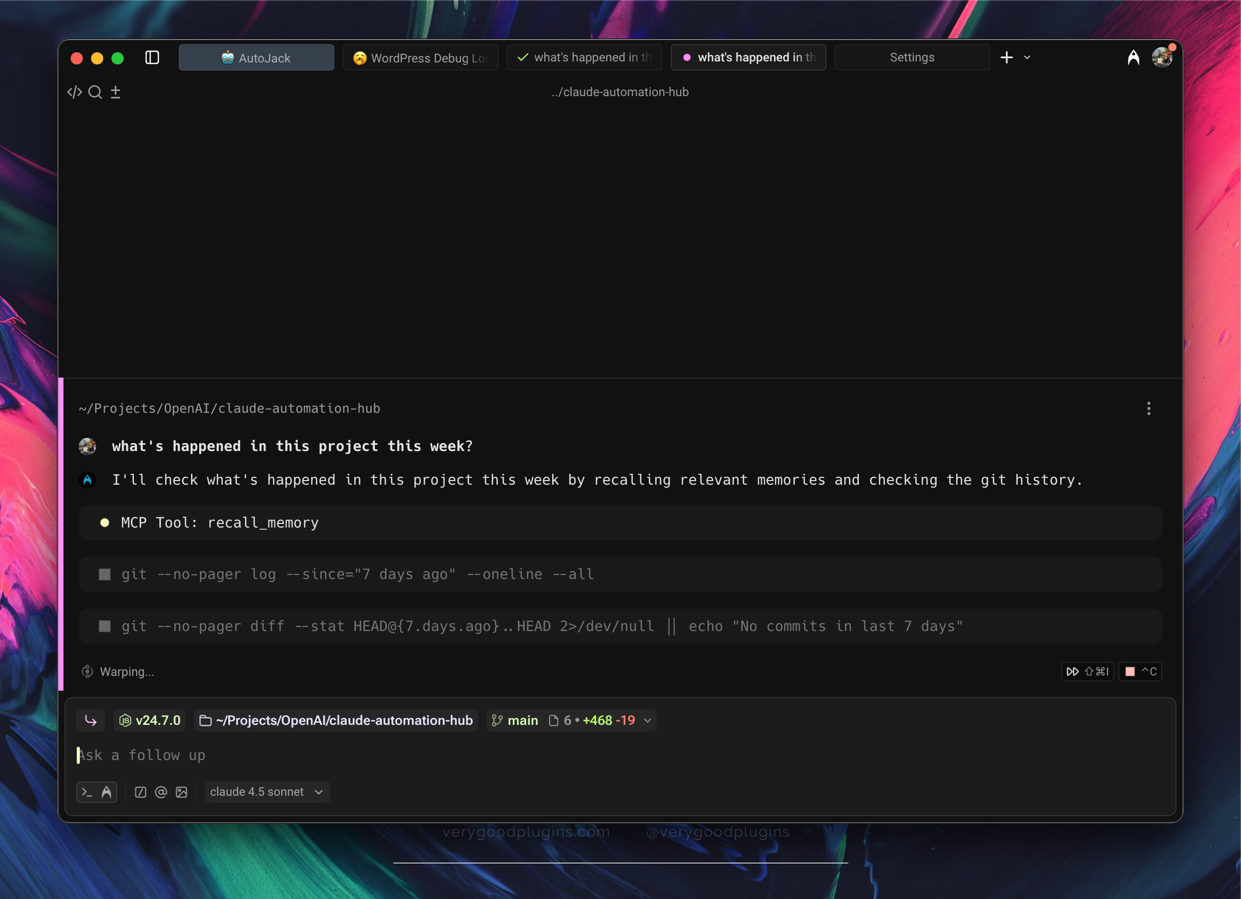 AutoJack
WordPress Debug Lo
what's happened in th
what's happened in th
Settings
../claude-automation-hub
~/Projects/OpenAI/claude-automation-hub
what's happened in this project this week?
I'll check what's happened in this project this week by recalling relevant memories and checking the git history.
MCP Tool: recall_memory
git --no-pager log --since="7 days ago" --oneline --all
git --no-pager diff --stat HEAD@{7.days.ago}..HEAD 2>/dev/null || echo "No commits in last 7 days"
Warping...
⇧⌘I
^C
v24.7.0
~/Projects/OpenAI/claude-automation-hub
main
6 • +468 -19
Ask a follow up
claude 4.5 sonnet
verygoodplugins.com
@verygoodplugins